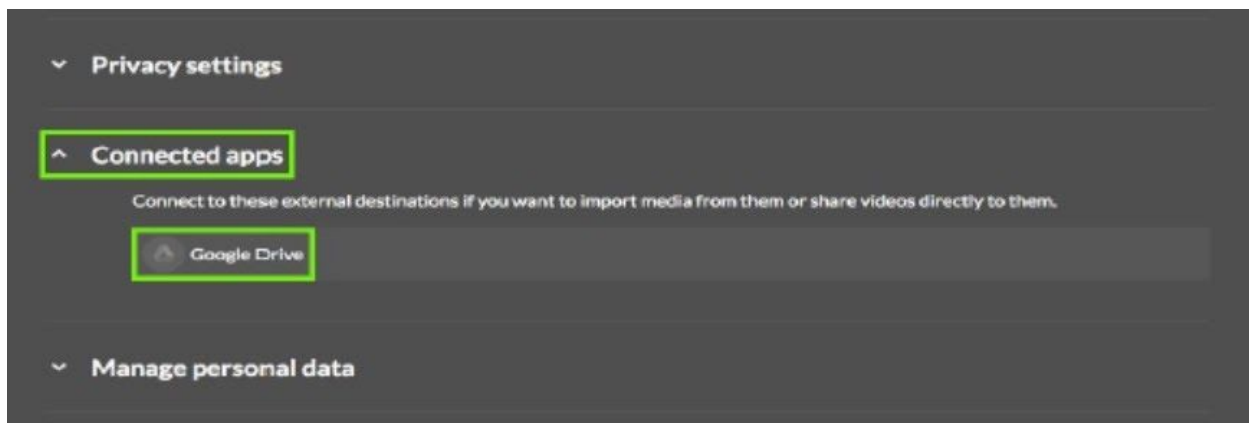 Privacy settings
Connected apps
Connect to these external destinations if you want to import media from them or share videos directly to them.
Google Drive
Manage personal data